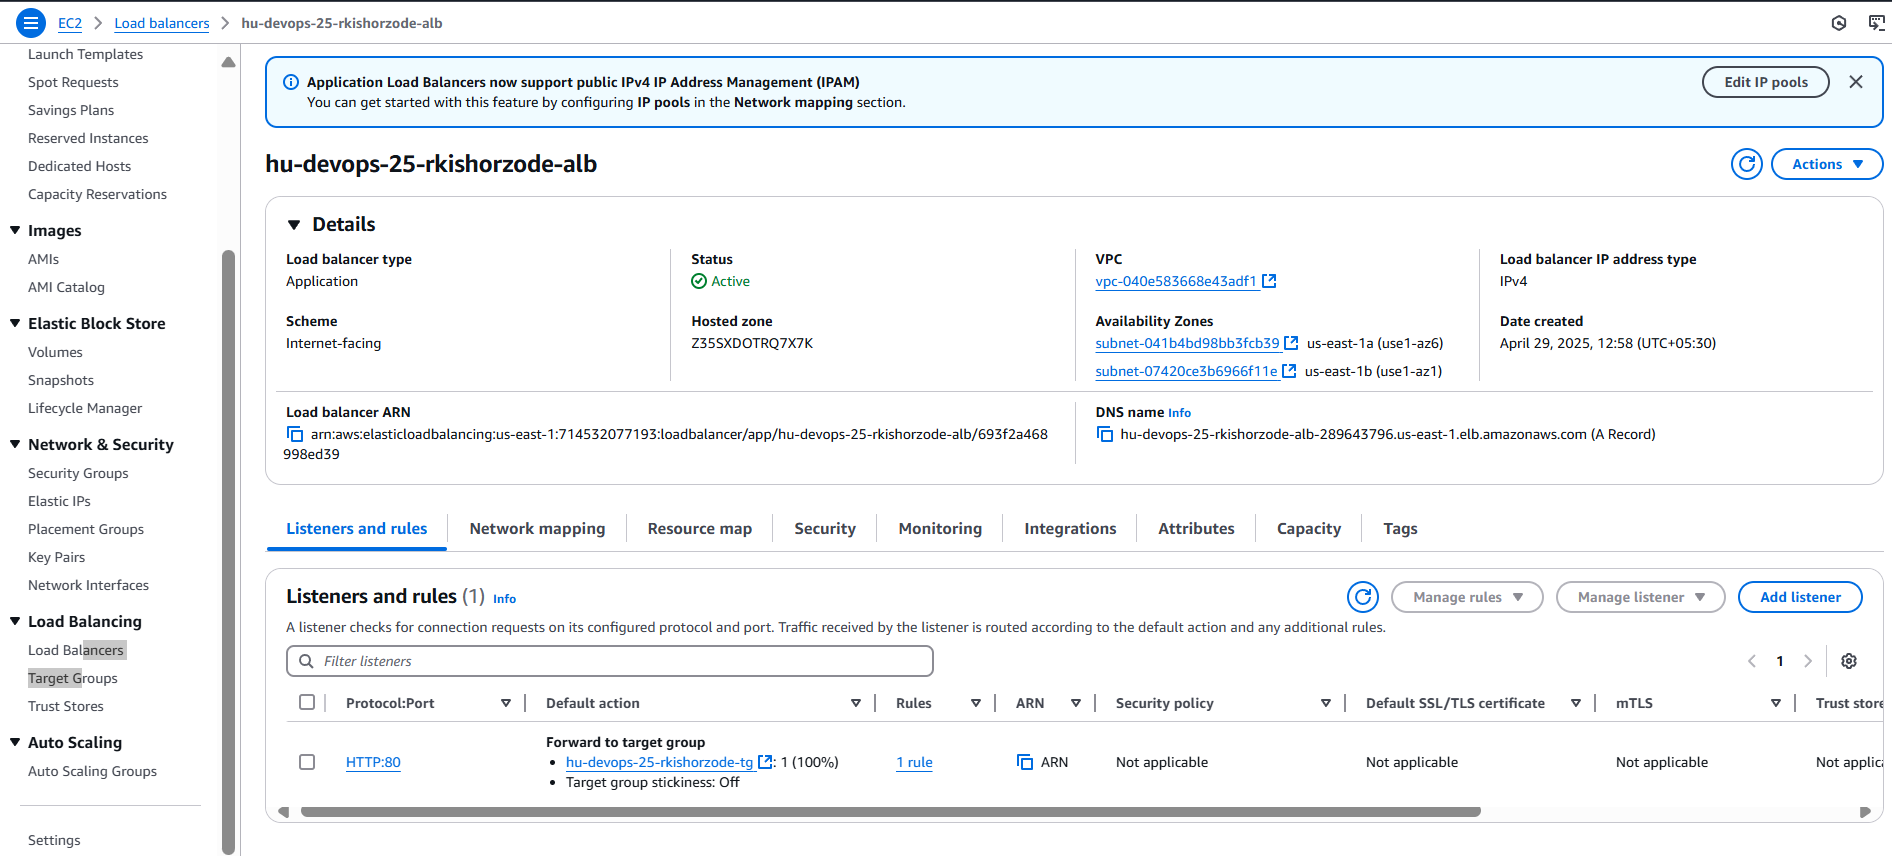 EC2 > Load balancers > hu-devops-25-rkishorzode-alb
Launch Templates
Spot Requests
Savings Plans
Reserved Instances
Dedicated Hosts
Capacity Reservations
Images
AMIs
AMI Catalog
Elastic Block Store
Volumes
Snapshots
Lifecycle Manager
Network & Security
Security Groups
Elastic IPs
Placement Groups
Key Pairs
Network Interfaces
Load Balancing
Load Balancers
Target Groups
Trust Stores
Auto Scaling
Auto Scaling Groups
Settings
Application Load Balancers now support public IPv4 IP Address Management (IPAM)
You can get started with this feature by configuring IP pools in the Network mapping section.
Edit IP pools
hu-devops-25-rkishorzode-alb
Actions
Details
Load balancer type
Application
Status
Active
VPC
vpc-040e583668e43adf1
Load balancer IP address type
IPv4
Scheme
Internet-facing
Hosted zone
Z35SXDOTRQ7X7K
Availability Zones
subnet-041b4bd98bb3fcb39 us-east-1a (use1-az6)
subnet-07420ce3b6966f11e us-east-1b (use1-az1)
Date created
April 29, 2025, 12:58 (UTC+05:30)
Load balancer ARN
arn:aws:elasticloadbalancing:us-east-1:714532077193:loadbalancer/app/hu-devops-25-rkishorzode-alb/693f2a468
998ed39
DNS name Info
hu-devops-25-rkishorzode-alb-289643796.us-east-1.elb.amazonaws.com (A Record)
Listeners and rules Network mapping Resource map Security Monitoring Integrations Attributes Capacity Tags
Listeners and rules (1) Info
Manage rules Manage listener Add listener
A listener checks for connection requests on its configured protocol and port. Traffic received by the listener is routed according to the default action and any additional rules.
Filter listeners
1
Protocol:Port Default action Rules ARN Security policy Default SSL/TLS certificate mTLS Trust store
HTTP:80
Forward to target group
• hu-devops-25-rkishorzode-tg : 1 (100%)
• Target group stickiness: Off
1 rule
ARN
Not applicable
Not applicable
Not applicable
Not applic